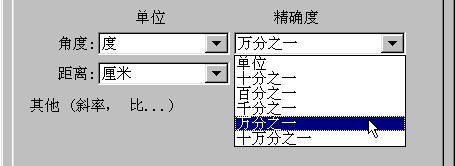 单位 精确度
角度: 度 万分之一
距离: 厘米
单位
十分之一
百分之一
千分之一
万分之一
十万分之一
其他 (斜率, 比...)